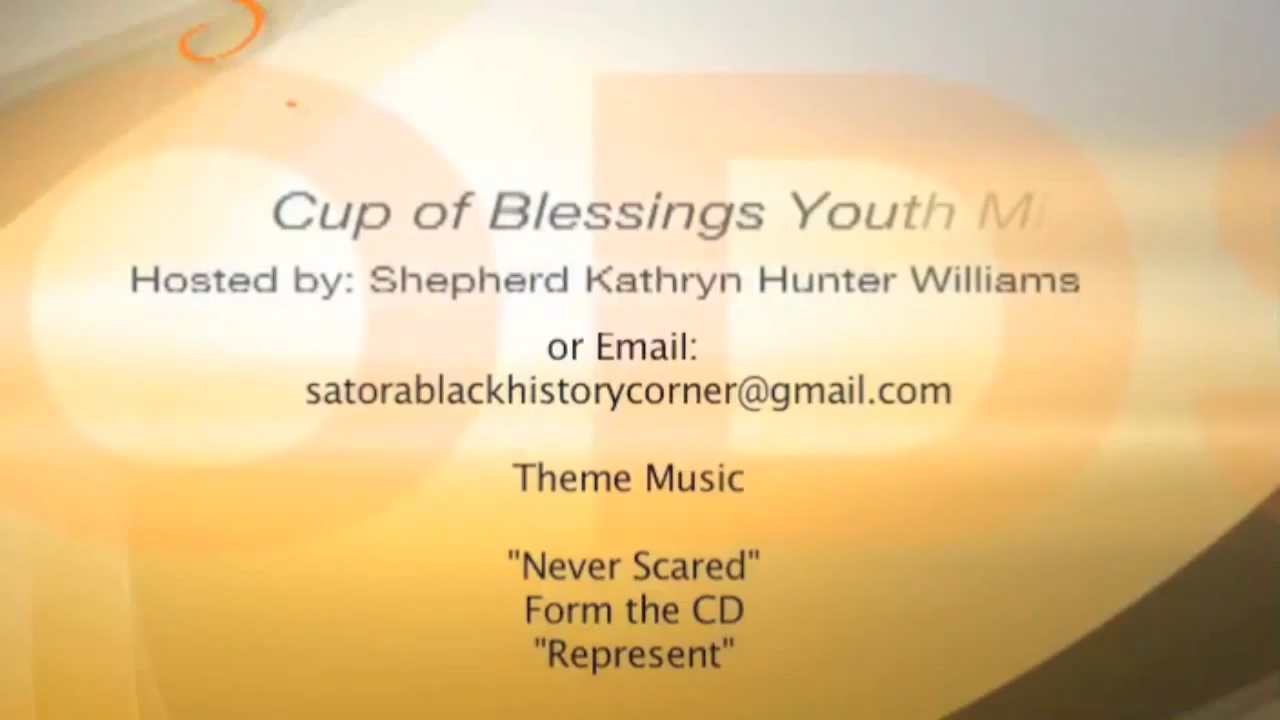 Cup of Blessings Youth Mi
Hosted by: Shepherd Kathryn Hunter Williams
or Email:
satorablackhistorycorner@gmail.com
Theme Music
"Never Scared"
Form the CD
"Represent"